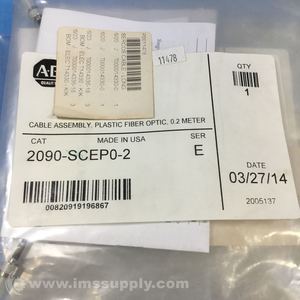 AB
11478
QTY
1
CABLE ASSEMBLY, PLASTIC FIBER OPTIC, 0.2 METER
CAT
MADE IN USA
SER
2090-SCEP0-2
E
DATE
03/27/14
00820919196867
2005137
© www.imssupply.com